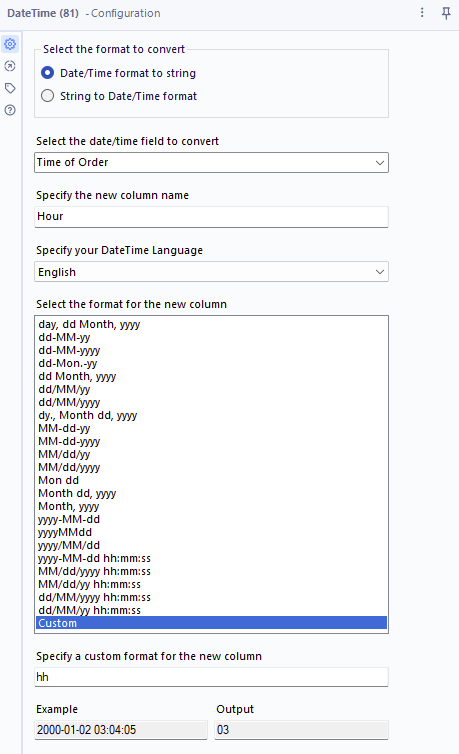 DateTime (81) - Configuration
Select the format to convert
Date/Time format to string
String to Date/Time format
Select the date/time field to convert
Time of Order
Specify the new column name
Hour
Specify your DateTime Language
English
Select the format for the new column
day, dd Month, yyyy
dd-MM-yy
dd-MM-yyyy
dd-Mon.-yy
dd Month, yyyy
dd/MM/yy
dd/MM/yyyy
dy., Month dd, yyyy
MM-dd-yy
MM-dd-yyyy
MM/dd/yy
MM/dd/yyyy
Mon dd
Month dd, yyyy
Month, yyyy
yyyy-MM-dd
yyyyMMdd
yyyy/MM/dd
yyyy-MM-dd hh:mm:ss
MM/dd/yyyy hh:mm:ss
MM/dd/yy hh:mm:ss
dd/MM/yyyy hh:mm:ss
dd/MM/yy hh:mm:ss
Custom
Specify a custom format for the new column
hh
Example Output
2000-01-02 03:04:05 03